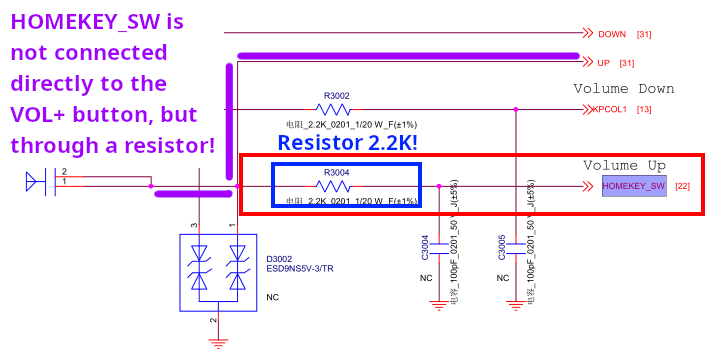 HOMEKEY_SW is
not connected
directly to the
VOL+ button, but
through a resistor!
DOWN [31]
UP [31]
Volume Down
R3002
KPCOL1 [13]
电阻_2.2K_0201_1/20 W_F(±1%)
Resistor 2.2K!
Volume Up
R3004
HOMEKEY_SW [22]
电阻_2.2K_0201_1/20 W_F(±1%)
2
1
3
1
D3002
ESD9NS5V-3/TR
NC
2
C3004
NC
电容_100pF_0201_50 V_J(±5%)
C3005
NC
电容_100pF_0201_50 V_J(±5%)